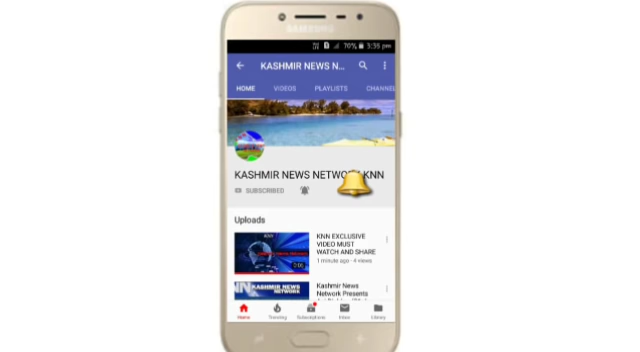 SAMSUNG
70% 3:35 pm
KASHMIR NEWS N...
HOME VIDEOS PLAYLISTS CHANNEL
KASHMIR NEWS NETWORK KNN
SUBSCRIBED
Uploads
KNN EXCLUSIVE
VIDEO MUST
WATCH AND SHARE
1 minute ago · 4 views
KASHMIR NEWS
NETWORK
Kashmir News
Network Presents
Home Trending Subscriptions Inbox Library